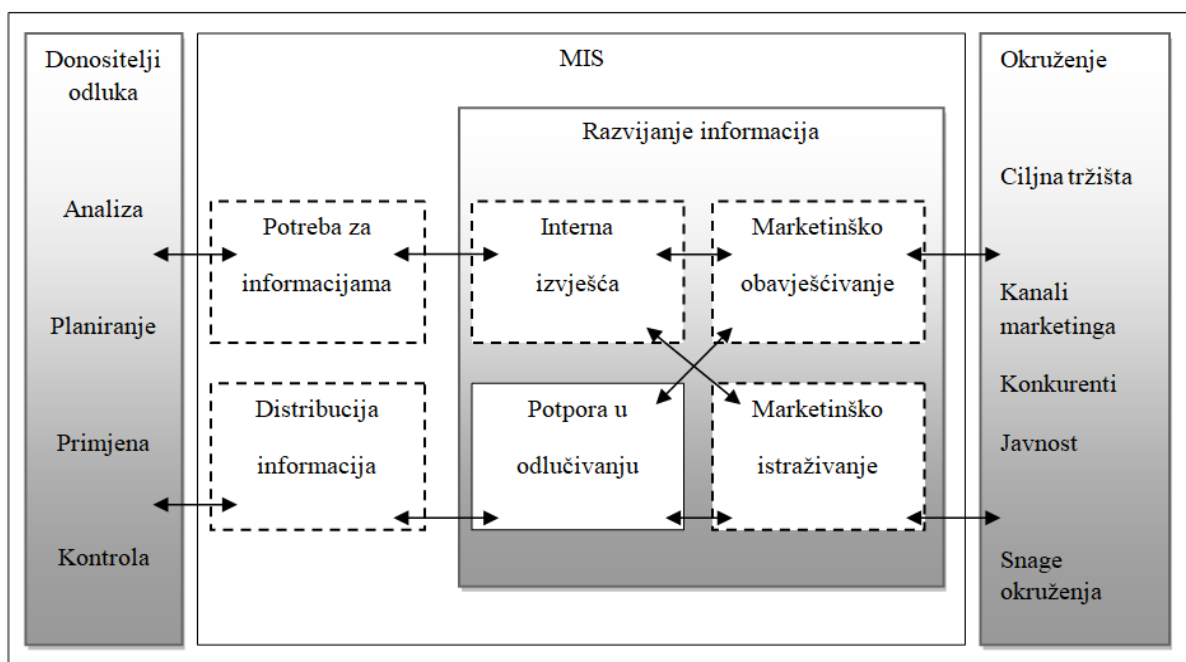 Donositelji
odluka
Analiza
Planiranje
Primjena
Kontrola
MIS
Potreba za
informacijama
Distribucija
informacija
Razvijanje informacija
Interna
izvješća
Marketinško
obavješćivanje
Potpora u
odlučivanju
Marketinško
istraživanje
Okruženje
Ciljna tržišta
Kanali
marketinga
Konkurenti
Javnost
Snage
okruženja